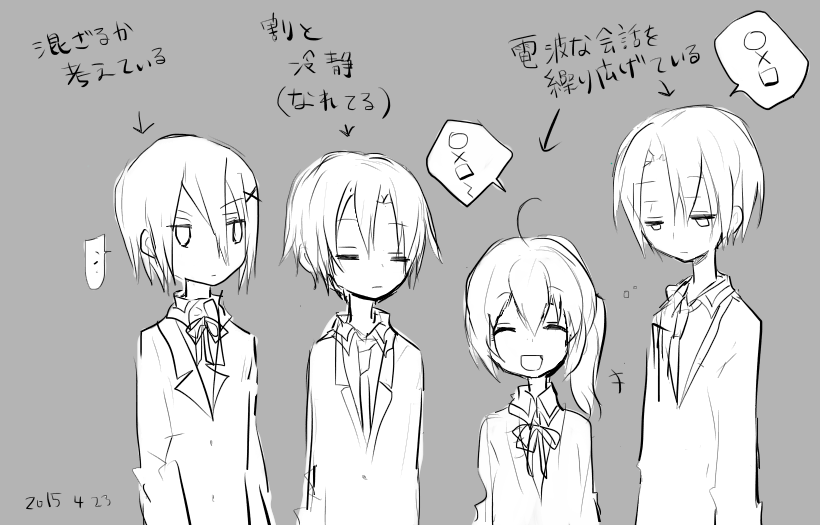 混ざるか
考えている
割と
冷静
(なれてる)
電波な会話を
繰り広げている
○×□
○×□
…
2015 4 23